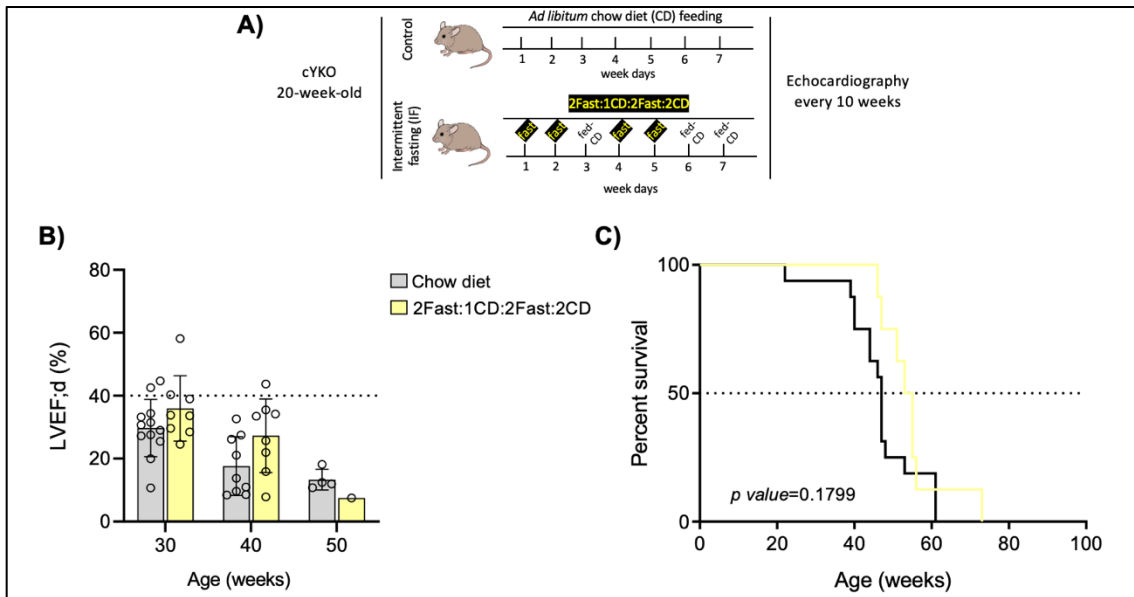 A)
cYKO
20-week-old
Control
Ad libitum chow diet (CD) feeding
1 2 3 4 5 6 7
week days
Intermittent
fasting (IF)
2Fast:1CD:2Fast:2CD
fast fast fed-CD fast fast fed-CD fed-CD
1 2 3 4 5 6 7
week days
Echocardiography
every 10 weeks
B)
LVEF;d (%)
80
60
40
20
0
30 40 50
Age (weeks)
Chow diet
2Fast:1CD:2Fast:2CD
C)
Percent survival
100
50
0
p value=0.1799
0 20 40 60 80 100
Age (weeks)